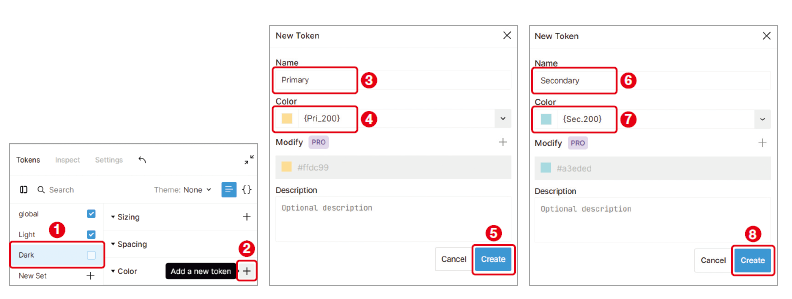 Tokens Inspect Settings
Search Theme: None {}
global
Light
1
Dark
New Set +
Sizing +
Spacing
2
Color Add a new token +
New Token
Name
Primary 3
Color
{Pri_200} 4
Modify PRO +
#ffdc99
Description
Optional description
5
Cancel Create
New Token
Name
Secondary 6
Color
{Sec.200} 7
Modify PRO +
#a3eded
Description
Optional description
8
Cancel Create